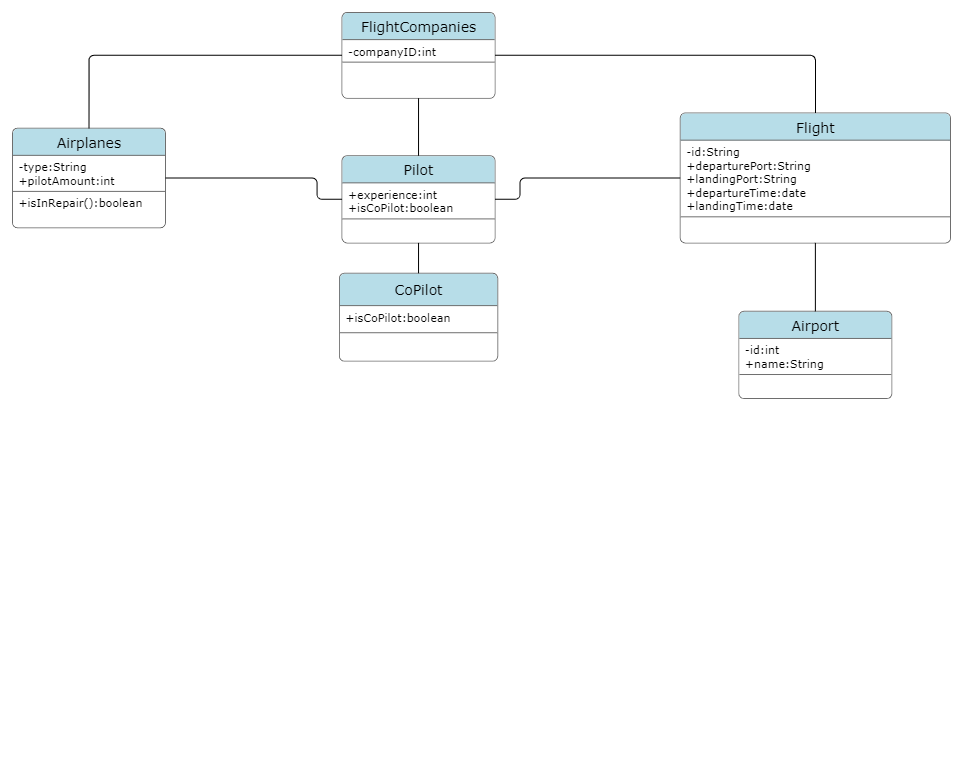 FlightCompanies
-companyID:int
Airplanes
-type:String
+pilotAmount:int
+isInRepair():boolean
Pilot
+experience:int
+isCoPilot:boolean
Flight
-id:String
+departurePort:String
+landingPort:String
+departureTime:date
+landingTime:date
CoPilot
+isCoPilot:boolean
Airport
-id:int
+name:String